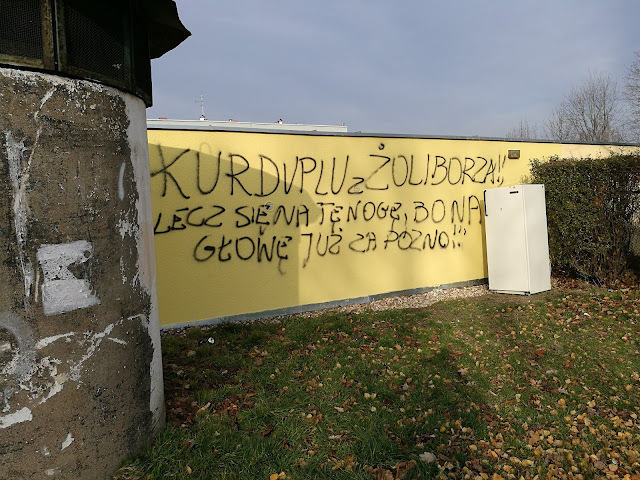 KURDUPLU z ŻOLIBORZA!!
LECZ SIĘ NA TĘ NOGĘ, BO NA
GŁOWĘ JUŻ ZA PÓŹNO!!